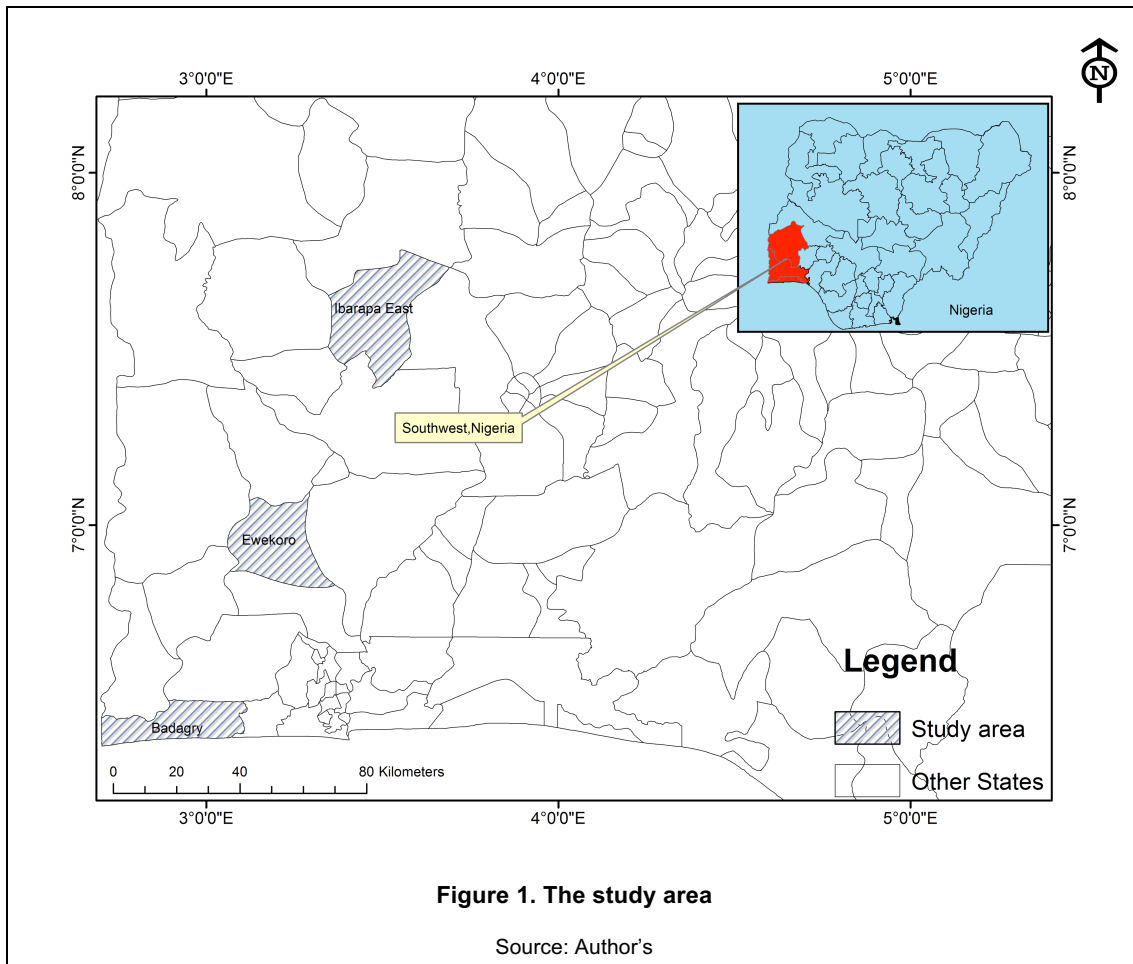 N
3°0'0"E 4°0'0"E 5°0'0"E
8°0'0"N 8°0'0"N
Nigeria
Ibarapa East
Southwest,Nigeria
7°0'0"N 7°0'0"N
Ewekoro
Legend
Study area
Other States
Badagry
0 20 40 80 Kilometers
3°0'0"E 4°0'0"E 5°0'0"E
Figure 1. The study area
Source: Author's